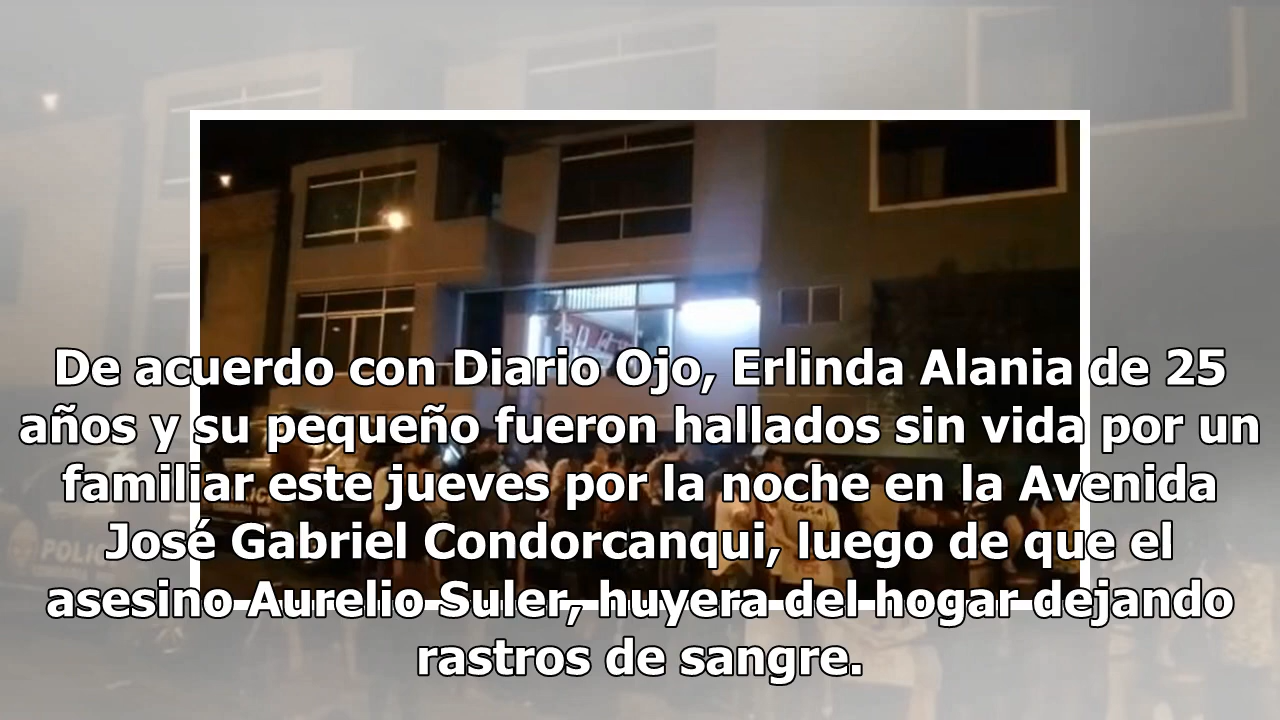 De acuerdo con Diario Ojo, Erlinda Alania de 25
años y su pequeño fueron hallados sin vida por un
familiar este jueves por la noche en la Avenida
José Gabriel Condorcanqui, luego de que el
asesino Aurelio Suler, huyera del hogar dejando
rastros de sangre.